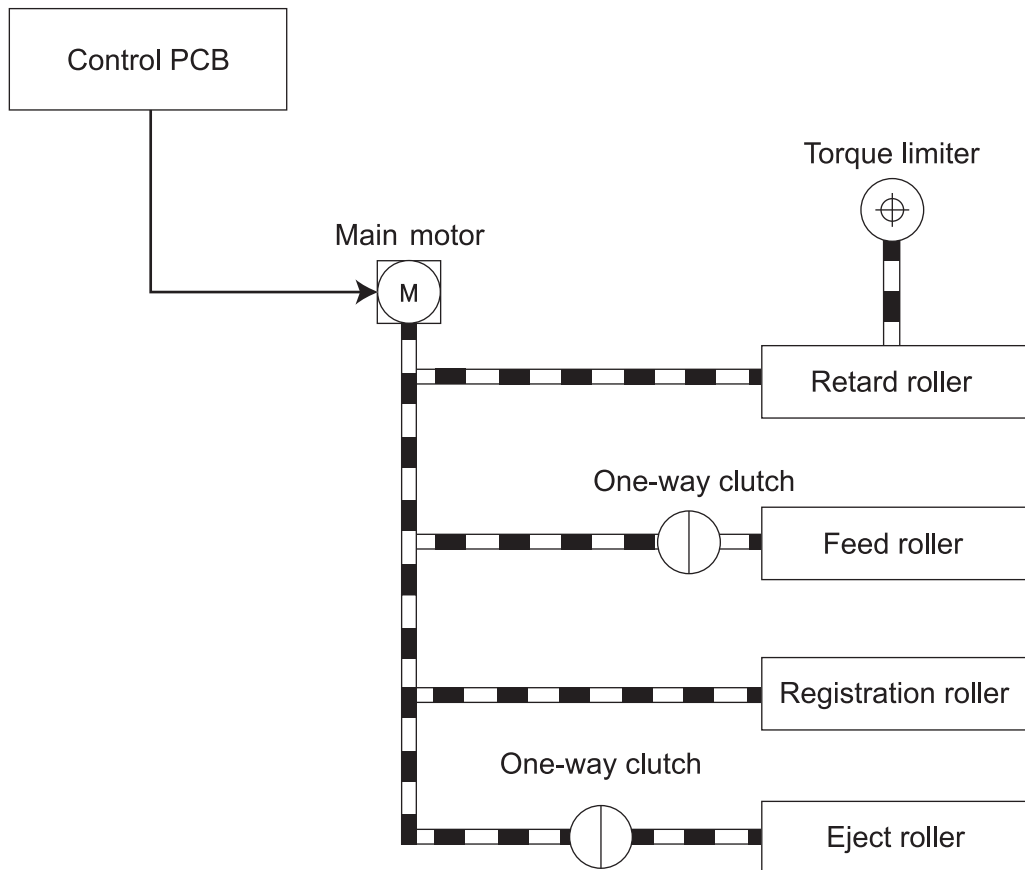 Control PCB
Torque limiter
Main motor
M
Retard roller
One-way clutch
Feed roller
Registration roller
One-way clutch
Eject roller